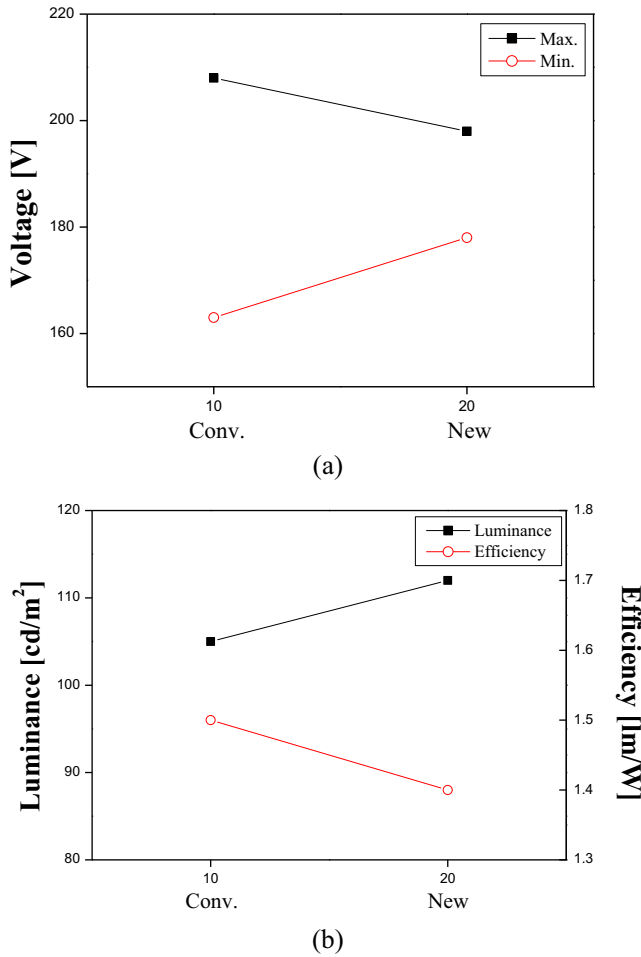 220
200
180
160
Voltage [V]
Max.
Min.
10
20
Conv.
New
(a)
120
110
100
90
80
Luminance [cd/m²]
Luminance
Efficiency
1.8
1.7
1.6
1.5
1.4
1.3
Efficiency [lm/W]
10
20
Conv.
New
(b)